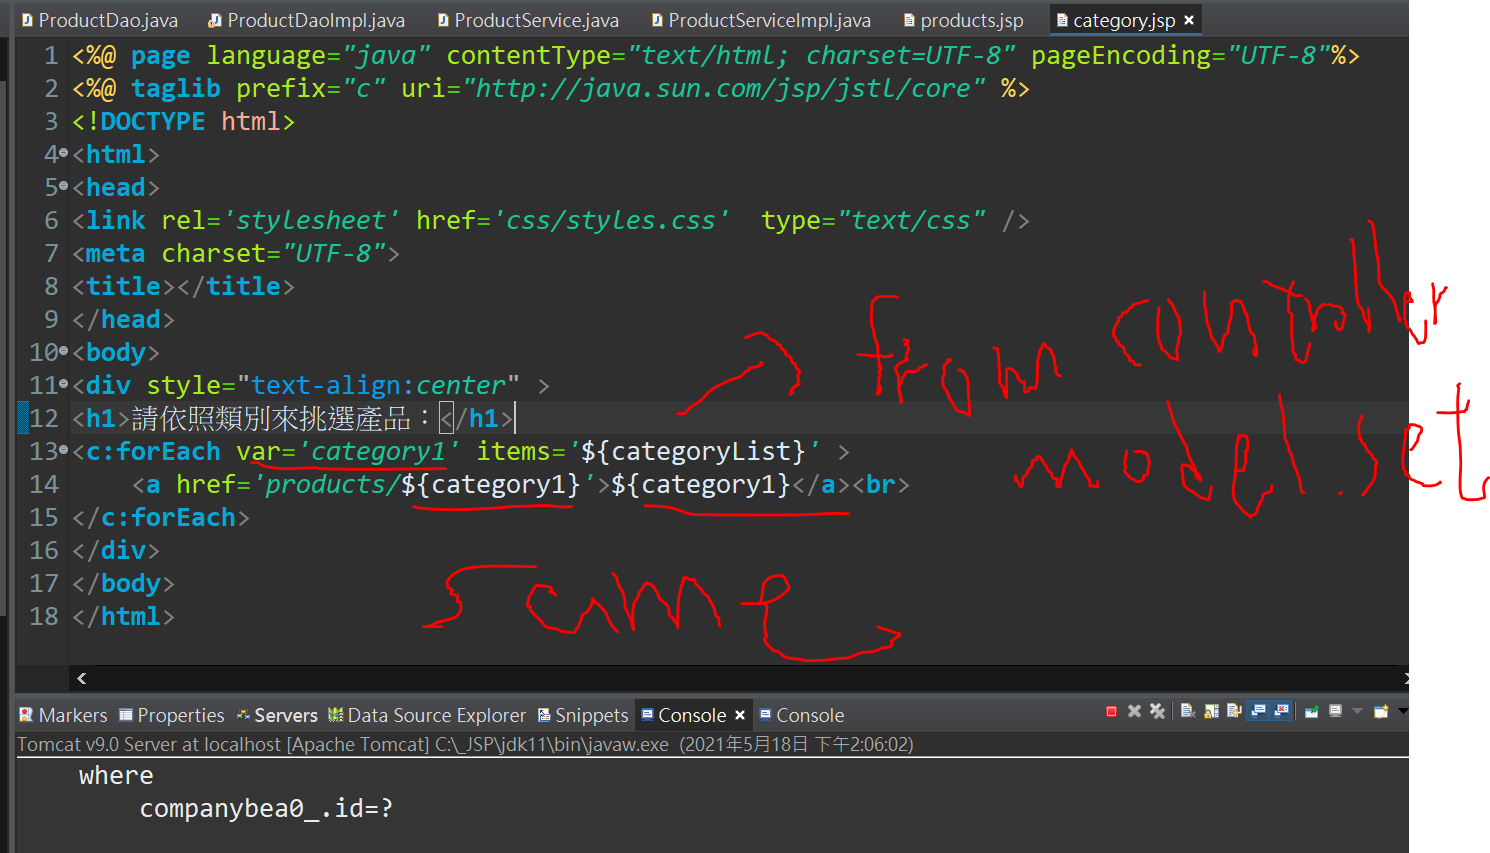 ProductDao.java ProductDaoImpl.java ProductService.java ProductServiceImpl.java products.jsp category.jsp
1 <%@ page language="java" contentType="text/html; charset=UTF-8" pageEncoding="UTF-8"%>
2 <%@ taglib prefix="c" uri="http://java.sun.com/jsp/jstl/core" %>
3 <!DOCTYPE html>
4 <html>
5 <head>
6 <link rel='stylesheet' href='css/styles.css'  type="text/css" />
7 <meta charset="UTF-8">
8 <title></title>
9 </head>
10 <body>
11 <div style="text-align:center" >
from controller
12 <h1>請依照類別來挑選產品：</h1>
13 <c:forEach var='category1' items='${categoryList}' >
model.set
14     <a href='products/${category1}'>${category1}</a><br>
15 </c:forEach>
16 </div>
17 </body>
same
18 </html>
Markers Properties Servers Data Source Explorer Snippets Console Console
Tomcat v9.0 Server at localhost [Apache Tomcat] C:\_JSP\jdk11\bin\javaw.exe  (2021年5月18日 下午2:06:02)
where
companybea0_.id=?